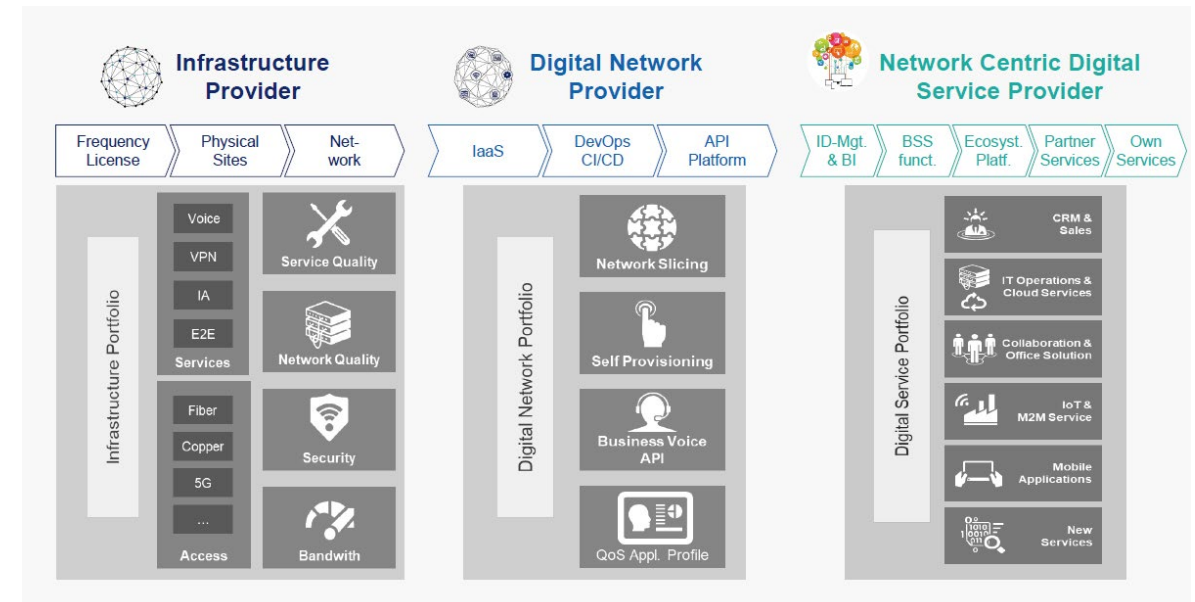 Infrastructure
Provider
Frequency
License
Physical
Sites
Net-
work
Infrastructure Portfolio
Voice
VPN
IA
E2E
Services
Fiber
Copper
5G
...
Access
Service Quality
Network Quality
Security
Bandwith
Digital Network
Provider
IaaS
DevOps
CI/CD
API
Platform
Digital Network Portfolio
Network Slicing
Self Provisioning
Business Voice
API
QoS Appl. Profile
Network Centric Digital
Service Provider
ID-Mgt.
& BI
BSS
funct.
Ecosyst.
Platf.
Partner
Services
Own
Services
Digital Service Portfolio
CRM &
Sales
IT Operations &
Cloud Services
Collaboration &
Office Solution
IoT &
M2M Service
Mobile
Applications
New
Services